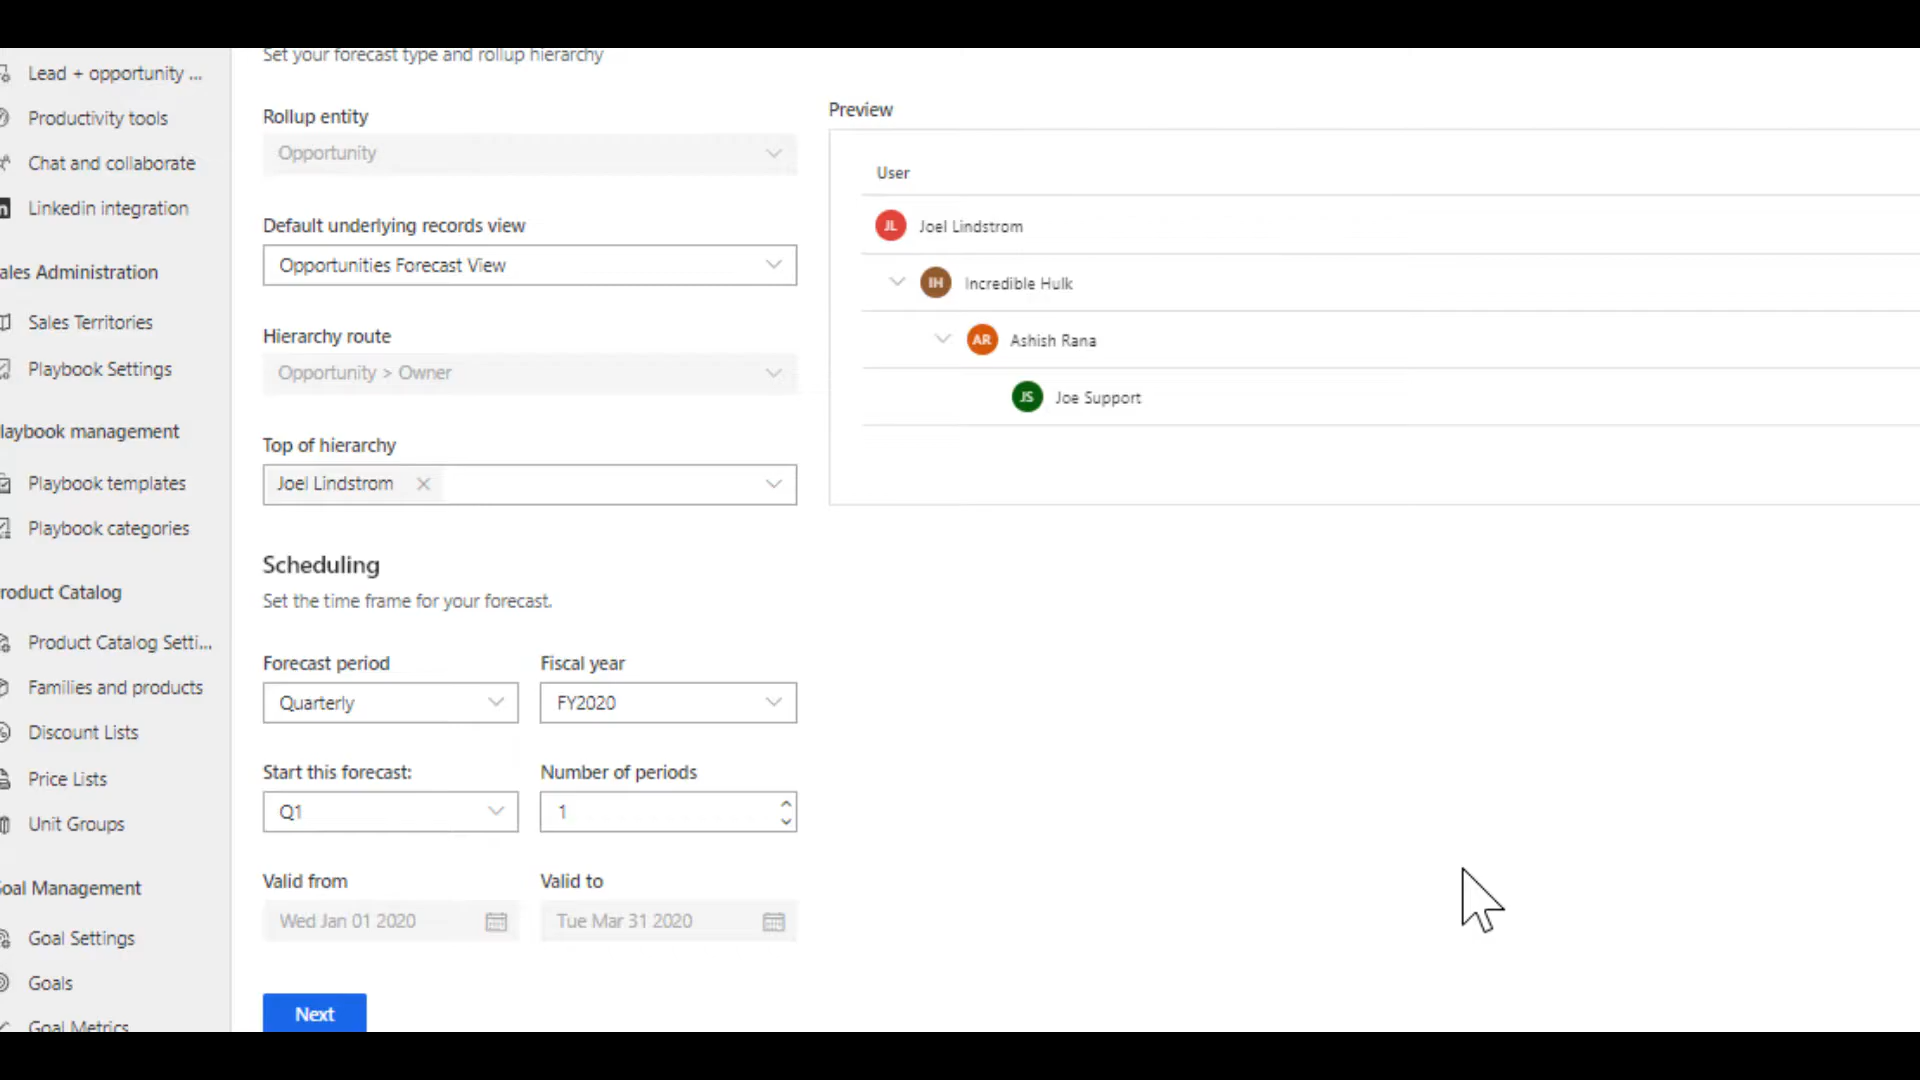 Set your forecast type and rollup hierarchy
Lead + opportunity ...
Productivity tools
Chat and collaborate
Linkedin integration
ales Administration
Sales Territories
Playbook Settings
laybook management
Playbook templates
Playbook categories
roduct Catalog
Product Catalog Setti...
Families and products
Discount Lists
Price Lists
Unit Groups
oal Management
Goal Settings
Goals
Goal Metrics
Rollup entity
Opportunity
Default underlying records view
Opportunities Forecast View
Hierarchy route
Opportunity > Owner
Top of hierarchy
Joel Lindstrom
Scheduling
Set the time frame for your forecast.
Forecast period
Fiscal year
Quarterly
FY2020
Start this forecast:
Number of periods
Q1
1
Valid from
Valid to
Wed Jan 01 2020
Tue Mar 31 2020
Next
Preview
User
JL Joel Lindstrom
IH Incredible Hulk
AR Ashish Rana
JS Joe Support